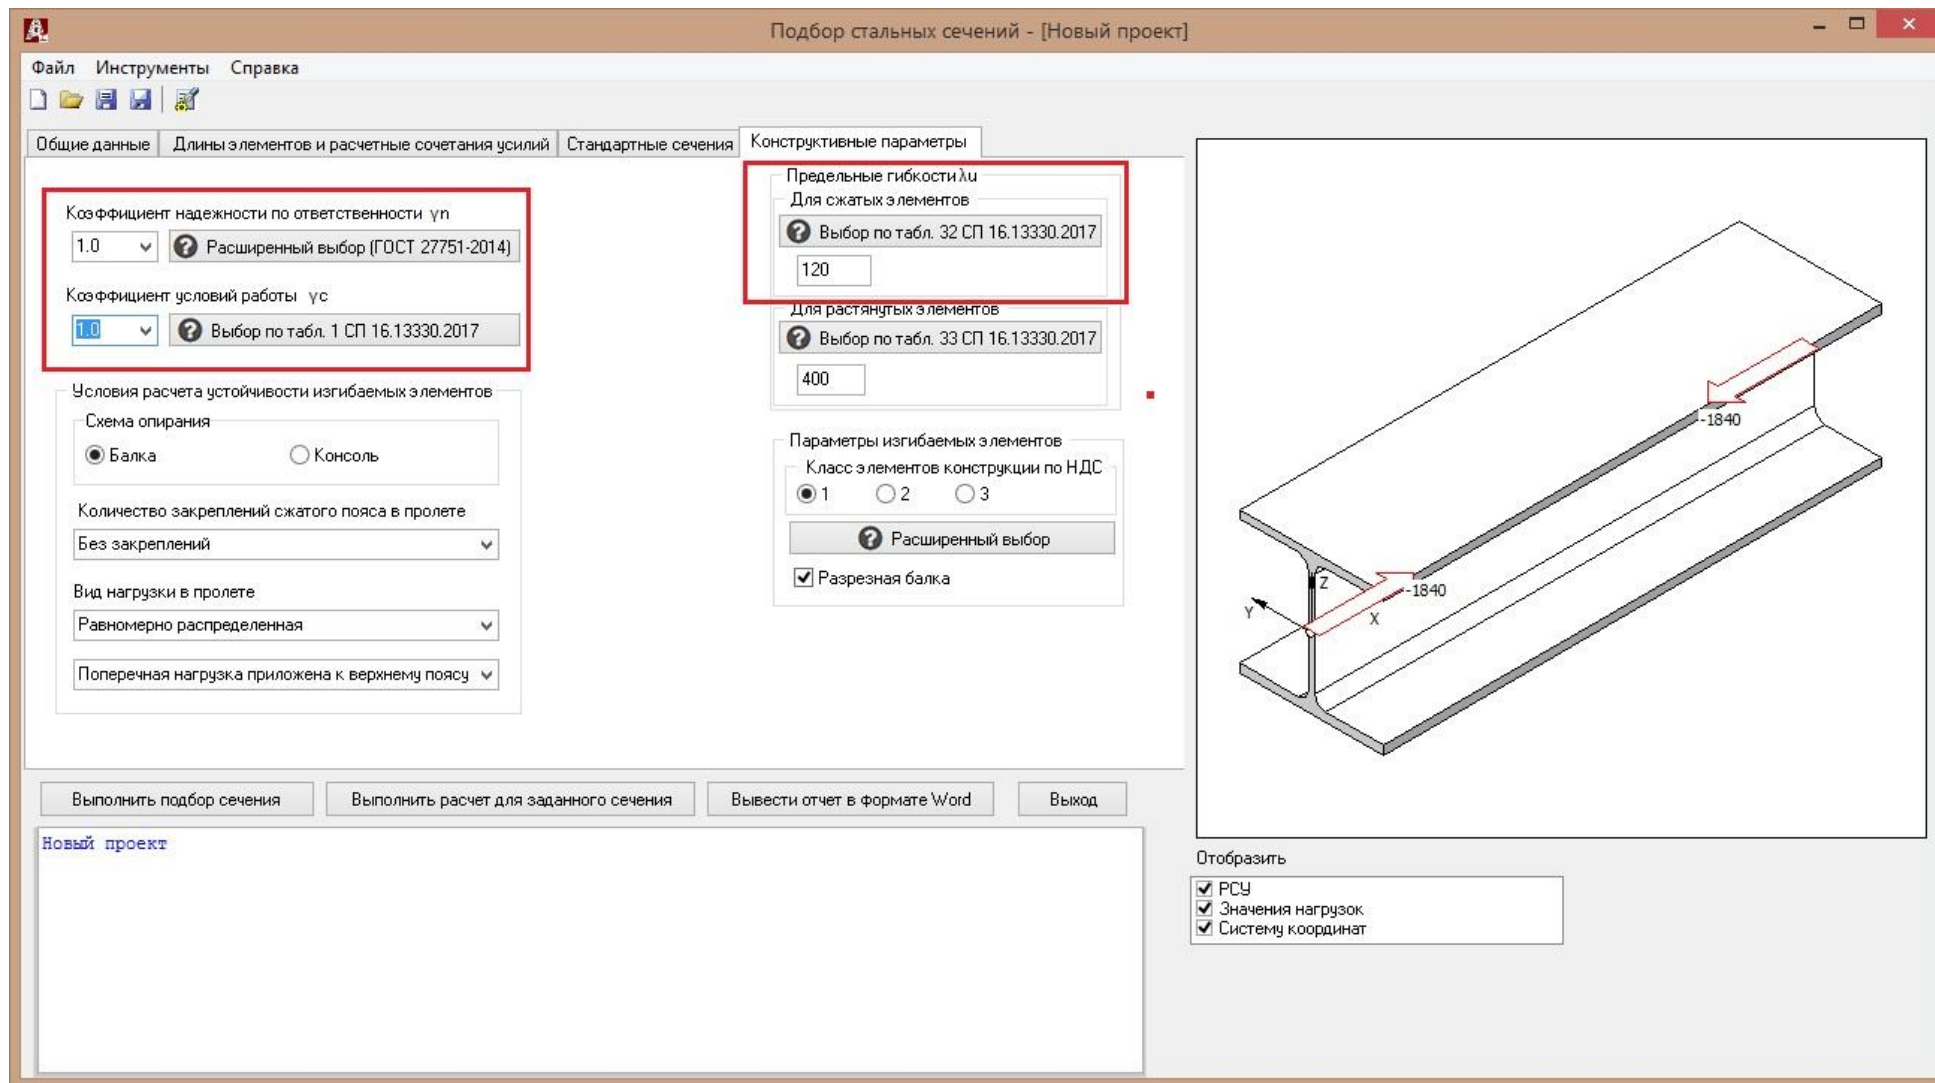 Подбор стальных сечений - [Новый проект]
Файл Инструменты Справка
Общие данные Длины элементов и расчетные сочетания усилий Стандартные сечения Конструктивные параметры
Коэффициент надежности по ответственности γn
1.0 Расширенный выбор (ГОСТ 27751-2014)
Коэффициент условий работы γc
1.0 Выбор по табл. 1 СП 16.13330.2017
Условия расчета устойчивости изгибаемых элементов
Схема опирания
Балка Консоль
Количество закреплений сжатого пояса в пролете
Без закреплений
Вид нагрузки в пролете
Равномерно распределенная
Поперечная нагрузка приложена к верхнему поясу
Предельные гибкости λu
Для сжатых элементов
Выбор по табл. 32 СП 16.13330.2017
120
Для растянутых элементов
Выбор по табл. 33 СП 16.13330.2017
400
Параметры изгибаемых элементов
Класс элементов конструкции по НДС
1 2 3
Расширенный выбор
Разрезная балка
-1840
Z
-1840
Y
X
Выполнить подбор сечения Выполнить расчет для заданного сечения Вывести отчет в формате Word Выход
Новый проект
Отобразить
РСУ
Значения нагрузок
Систему координат